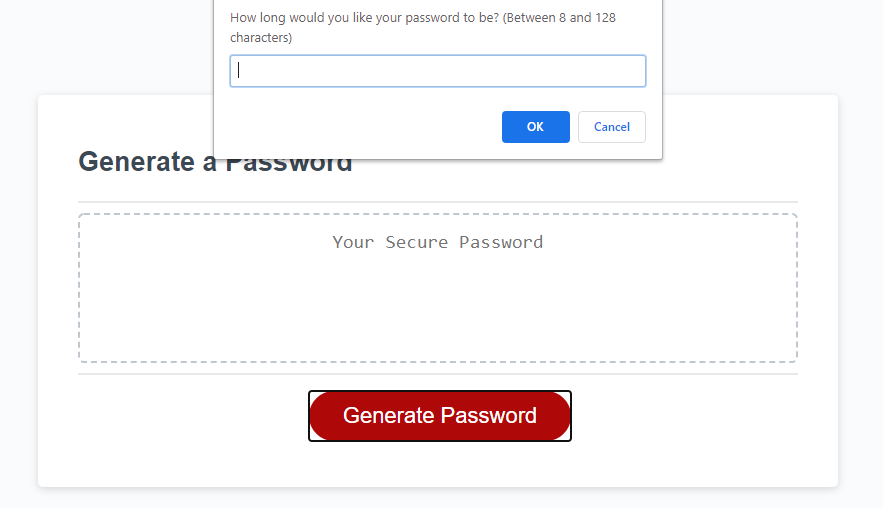 How long would you like your password to be? (Between 8 and 128
characters)
OK
Cancel
Generate a Password
Your Secure Password
Generate Password